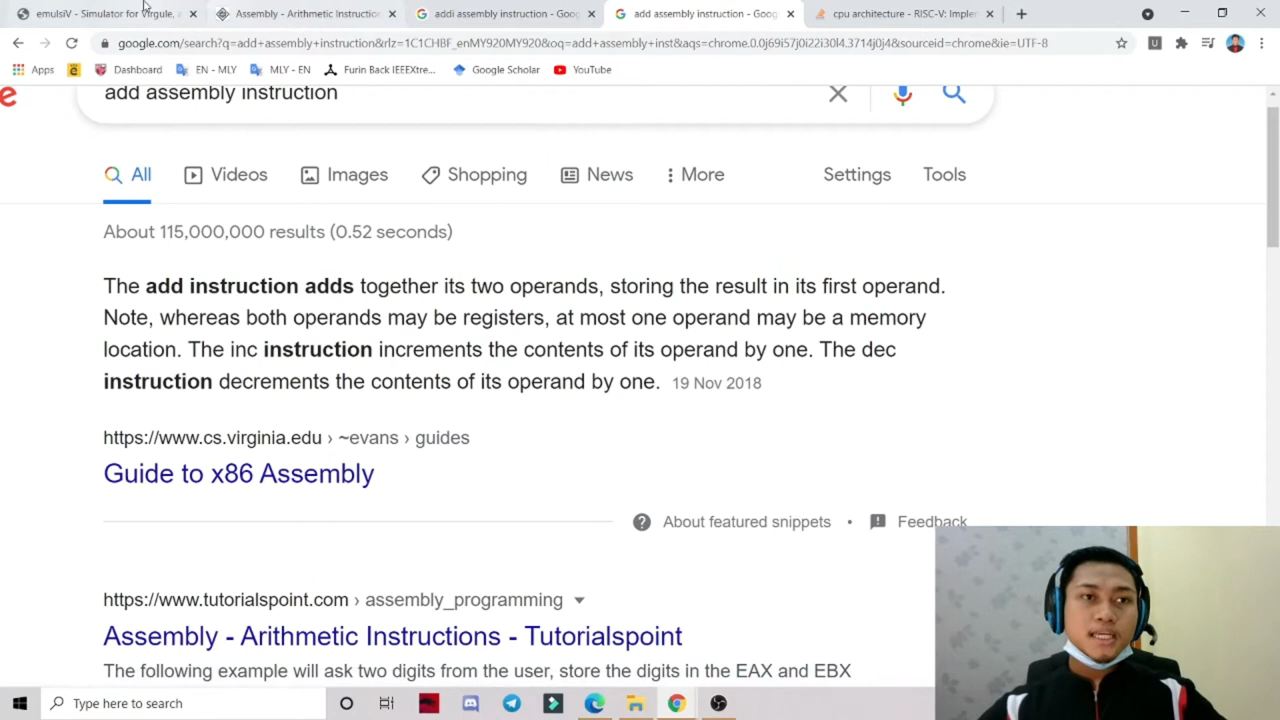 emulsiV - Simulator for Virgule, a
Assembly - Arithmetic Instruction
addi assembly instruction - Goog
add assembly instruction - Goog
cpu architecture - RISC-V: Implem
google.com/search?q=add+assembly+instruction&rlz=1C1CHBF_enMY920MY920&oq=add+assembly+inst&aqs=chrome.0.0j69i57j0i22i30l4.3714j0j4&sourceid=chrome&ie=UTF-8
Apps
Dashboard
EN - MLY
MLY - EN
Furin Back IEEEXtre...
Google Scholar
YouTube
e
add assembly instruction
All
Videos
Images
Shopping
News
More
Settings
Tools
About 115,000,000 results (0.52 seconds)
The add instruction adds together its two operands, storing the result in its first operand.
Note, whereas both operands may be registers, at most one operand may be a memory
location. The inc instruction increments the contents of its operand by one. The dec
instruction decrements the contents of its operand by one. 19 Nov 2018
https://www.cs.virginia.edu › ~evans › guides
Guide to x86 Assembly
About featured snippets • Feedback
https://www.tutorialspoint.com › assembly_programming
Assembly - Arithmetic Instructions - Tutorialspoint
The following example will ask two digits from the user, store the digits in the EAX and EBX
Type here to search